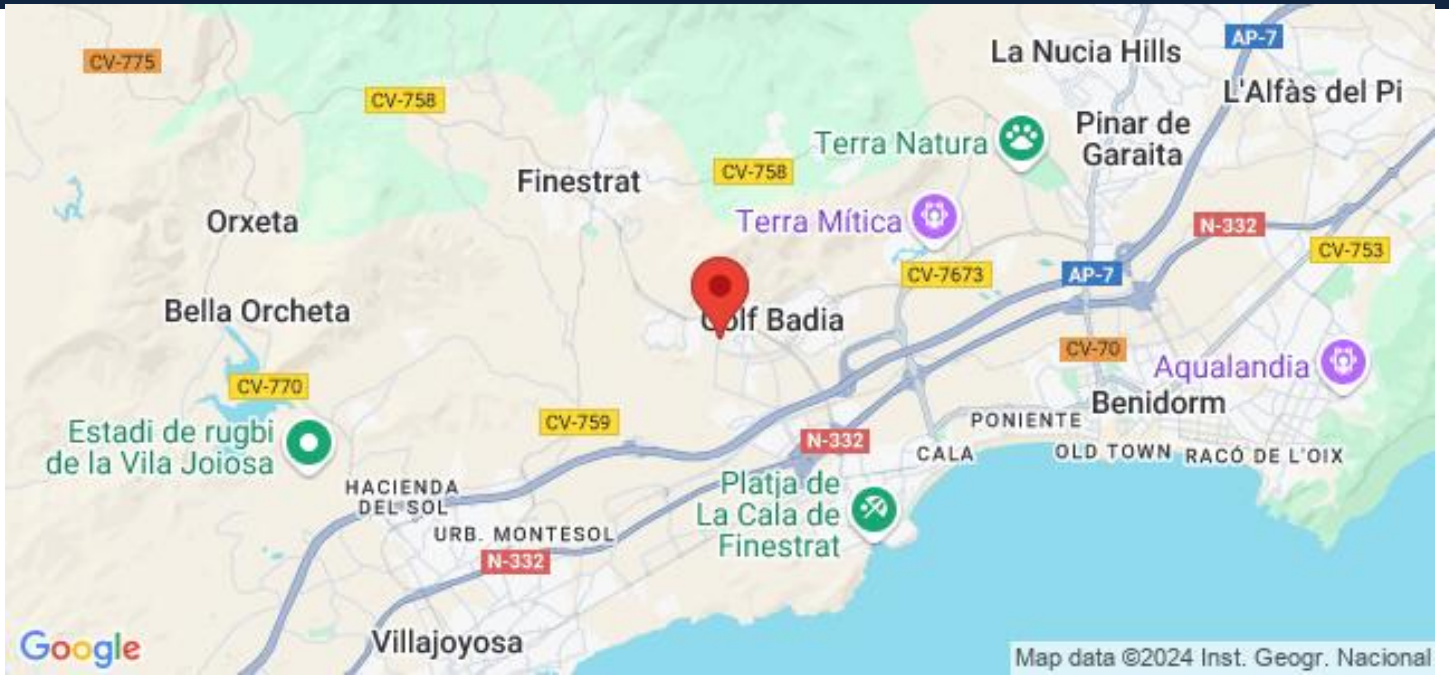 La Nucia Hills
AP-7
CV-775
L'Alfàs del Pi
CV-758
Pinar de
Garaita
Terra Natura
CV-758
Finestrat
Orxeta
Terra Mítica
N-332
CV-753
CV-7673
AP-7
Bella Orcheta
Golf Badia
CV-70
Aqualandia
CV-770
Benidorm
CV-759
PONIENTE
Estadi de rugbi
de la Vila Joiosa
N-332
CALA
OLD TOWN
RACÓ DE L'OIX
HACIENDA
DEL SOL
Platja de
La Cala de
Finestrat
URB. MONTESOL
N-332
Villajoyosa
Google
Map data ©2024 Inst. Geogr. Nacional